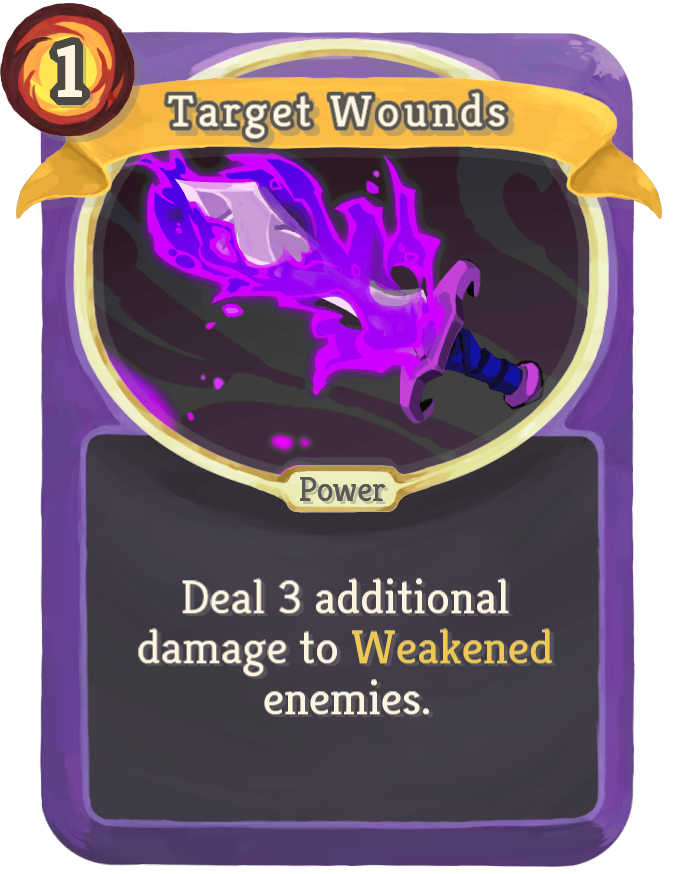 1
Target Wounds
Power
Deal 3 additional
damage to Weakened
enemies.